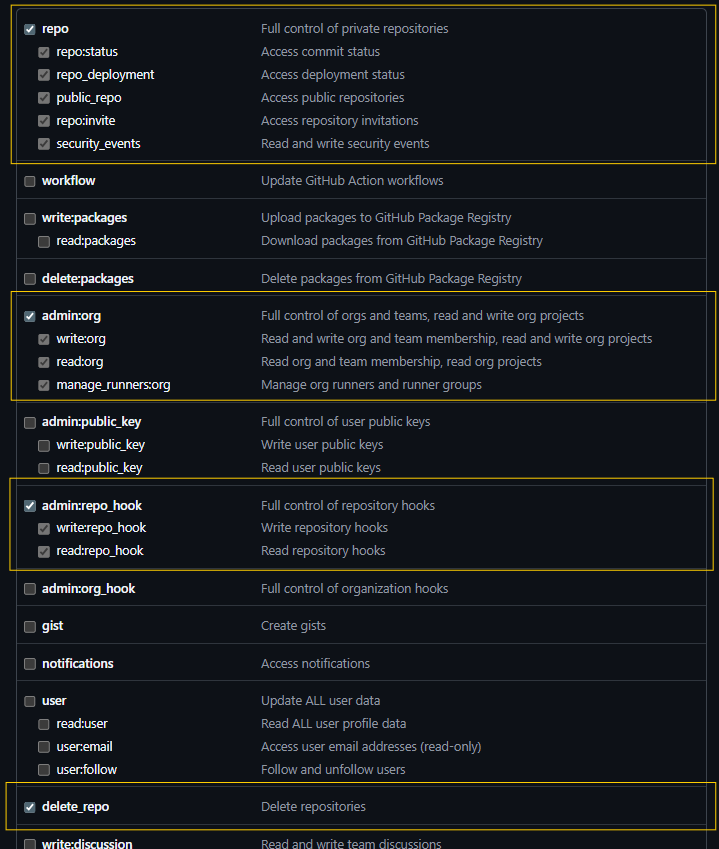 repo Full control of private repositories
repo:status Access commit status
repo_deployment Access deployment status
public_repo Access public repositories
repo:invite Access repository invitations
security_events Read and write security events
workflow Update GitHub Action workflows
write:packages Upload packages to GitHub Package Registry
read:packages Download packages from GitHub Package Registry
delete:packages Delete packages from GitHub Package Registry
admin:org Full control of orgs and teams, read and write org projects
write:org Read and write org and team membership, read and write org projects
read:org Read org and team membership, read org projects
manage_runners:org Manage org runners and runner groups
admin:public_key Full control of user public keys
write:public_key Write user public keys
read:public_key Read user public keys
admin:repo_hook Full control of repository hooks
write:repo_hook Write repository hooks
read:repo_hook Read repository hooks
admin:org_hook Full control of organization hooks
gist Create gists
notifications Access notifications
user Update ALL user data
read:user Read ALL user profile data
user:email Access user email addresses (read-only)
user:follow Follow and unfollow users
delete_repo Delete repositories
write:discussion Read and write team discussions